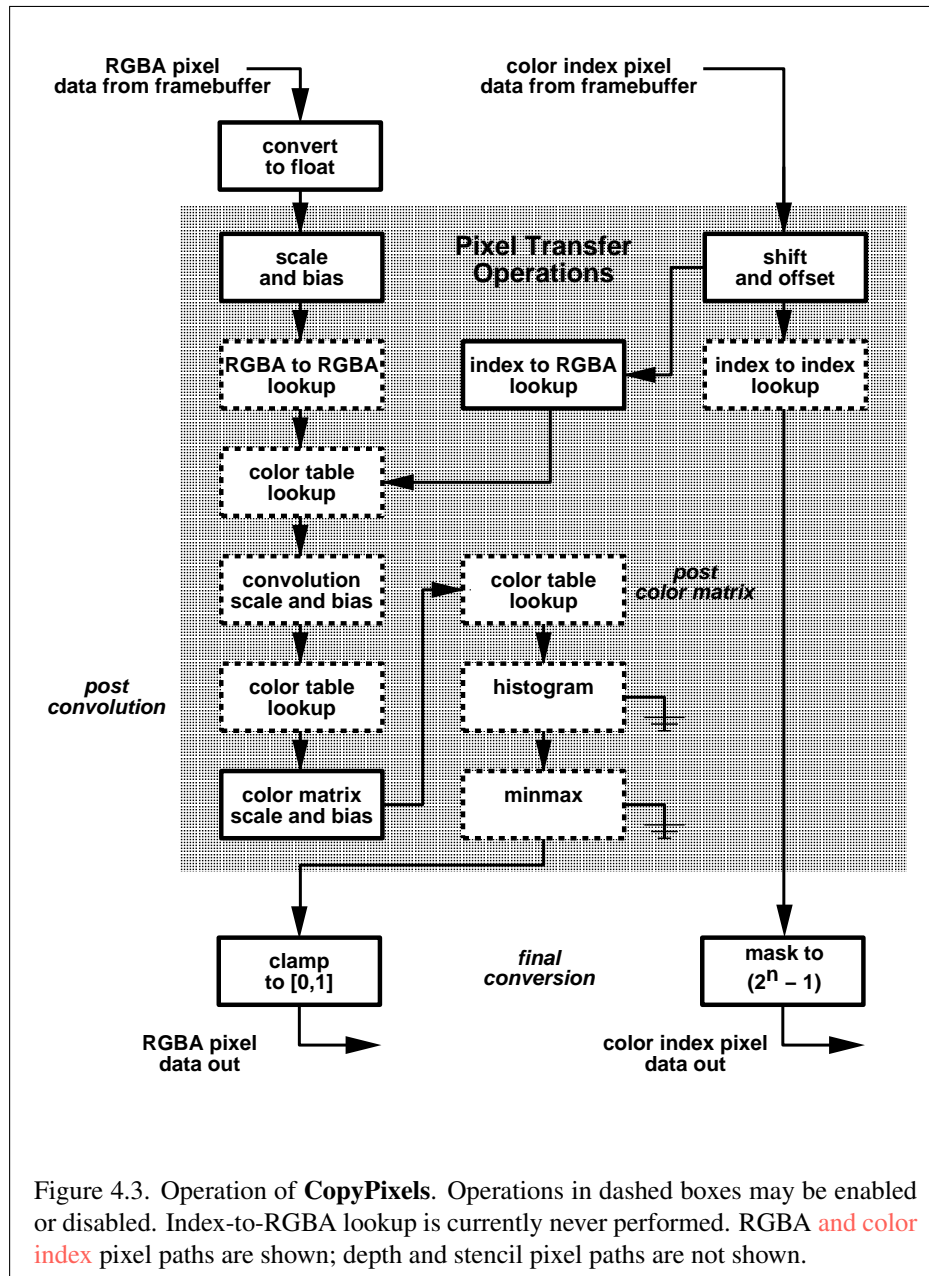 RGBA pixel
data from framebuffer
color index pixel
data from framebuffer
convert
to float
Pixel Transfer
Operations
scale
and bias
shift
and offset
RGBA to RGBA
lookup
index to RGBA
lookup
index to index
lookup
color table
lookup
convolution
scale and bias
color table
lookup
post
color matrix
post
convolution
color table
lookup
histogram
color matrix
scale and bias
minmax
clamp
to [0,1]
final
conversion
mask to
(2^n – 1)
RGBA pixel
data out
color index pixel
data out
Figure 4.3. Operation of CopyPixels. Operations in dashed boxes may be enabled
or disabled. Index-to-RGBA lookup is currently never performed. RGBA and color
index pixel paths are shown; depth and stencil pixel paths are not shown.